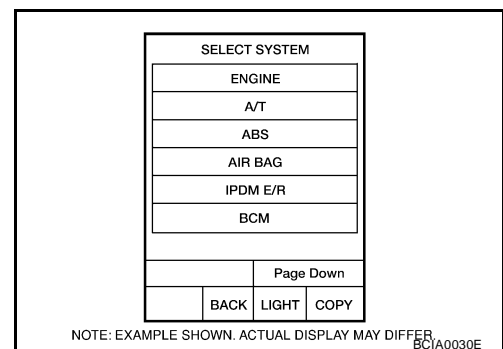 SELECT SYSTEM
ENGINE
A/T
ABS
AIR BAG
IPDM E/R
BCM
Page Down
BACK LIGHT COPY
NOTE: EXAMPLE SHOWN. ACTUAL DISPLAY MAY DIFFER.
BCIA0030E